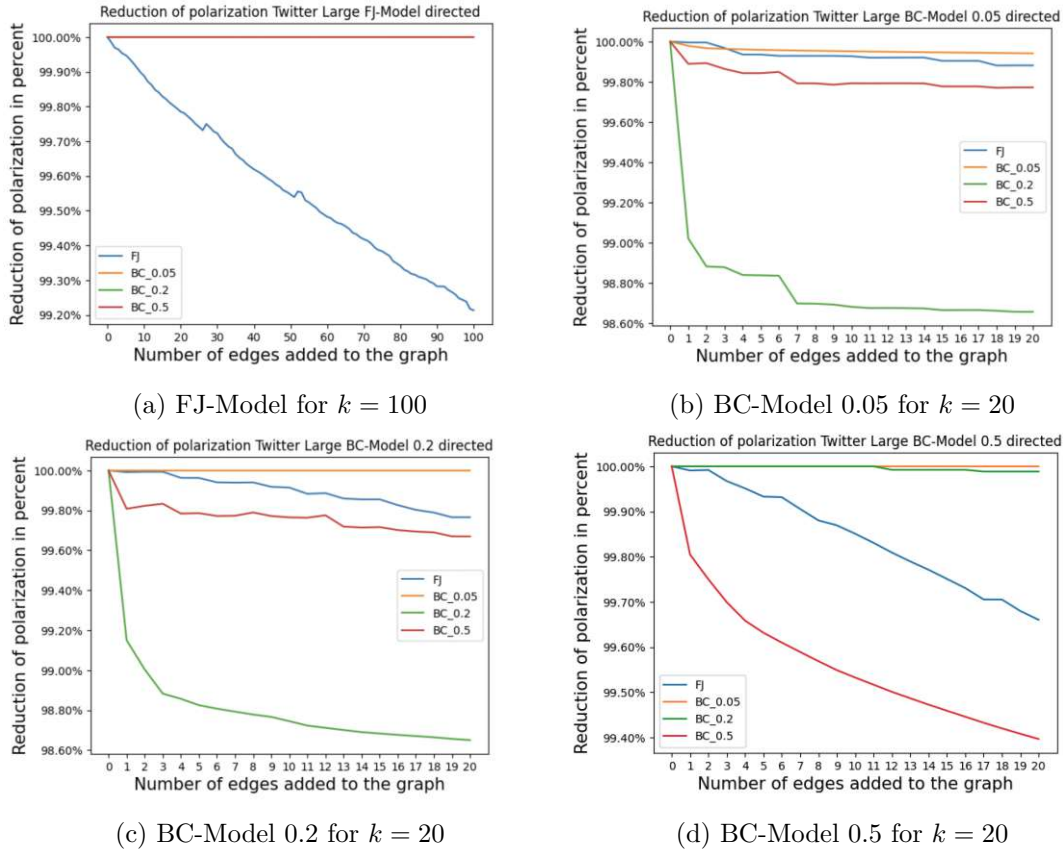 Reduction of polarization Twitter Large FJ-Model directed
Reduction of polarization in percent
100.00%
99.90%
99.80%
99.70%
99.60%
99.50%
99.40%
99.30%
99.20%
FJ
BC_0.05
BC_0.2
BC_0.5
0 10 20 30 40 50 60 70 80 90 100
Number of edges added to the graph
(a) FJ-Model for k = 100
Reduction of polarization Twitter Large BC-Model 0.05 directed
Reduction of polarization in percent
100.00%
99.80%
99.60%
99.40%
99.20%
99.00%
98.80%
98.60%
FJ
BC_0.05
BC_0.2
BC_0.5
0 1 2 3 4 5 6 7 8 9 10 11 12 13 14 15 16 17 18 19 20
Number of edges added to the graph
(b) BC-Model 0.05 for k = 20
Reduction of polarization Twitter Large BC-Model 0.2 directed
Reduction of polarization in percent
100.00%
99.80%
99.60%
99.40%
99.20%
99.00%
98.80%
98.60%
FJ
BC_0.05
BC_0.2
BC_0.5
0 1 2 3 4 5 6 7 8 9 10 11 12 13 14 15 16 17 18 19 20
Number of edges added to the graph
(c) BC-Model 0.2 for k = 20
Reduction of polarization Twitter Large BC-Model 0.5 directed
Reduction of polarization in percent
100.00%
99.90%
99.80%
99.70%
99.60%
99.50%
99.40%
FJ
BC_0.05
BC_0.2
BC_0.5
0 1 2 3 4 5 6 7 8 9 10 11 12 13 14 15 16 17 18 19 20
Number of edges added to the graph
(d) BC-Model 0.5 for k = 20